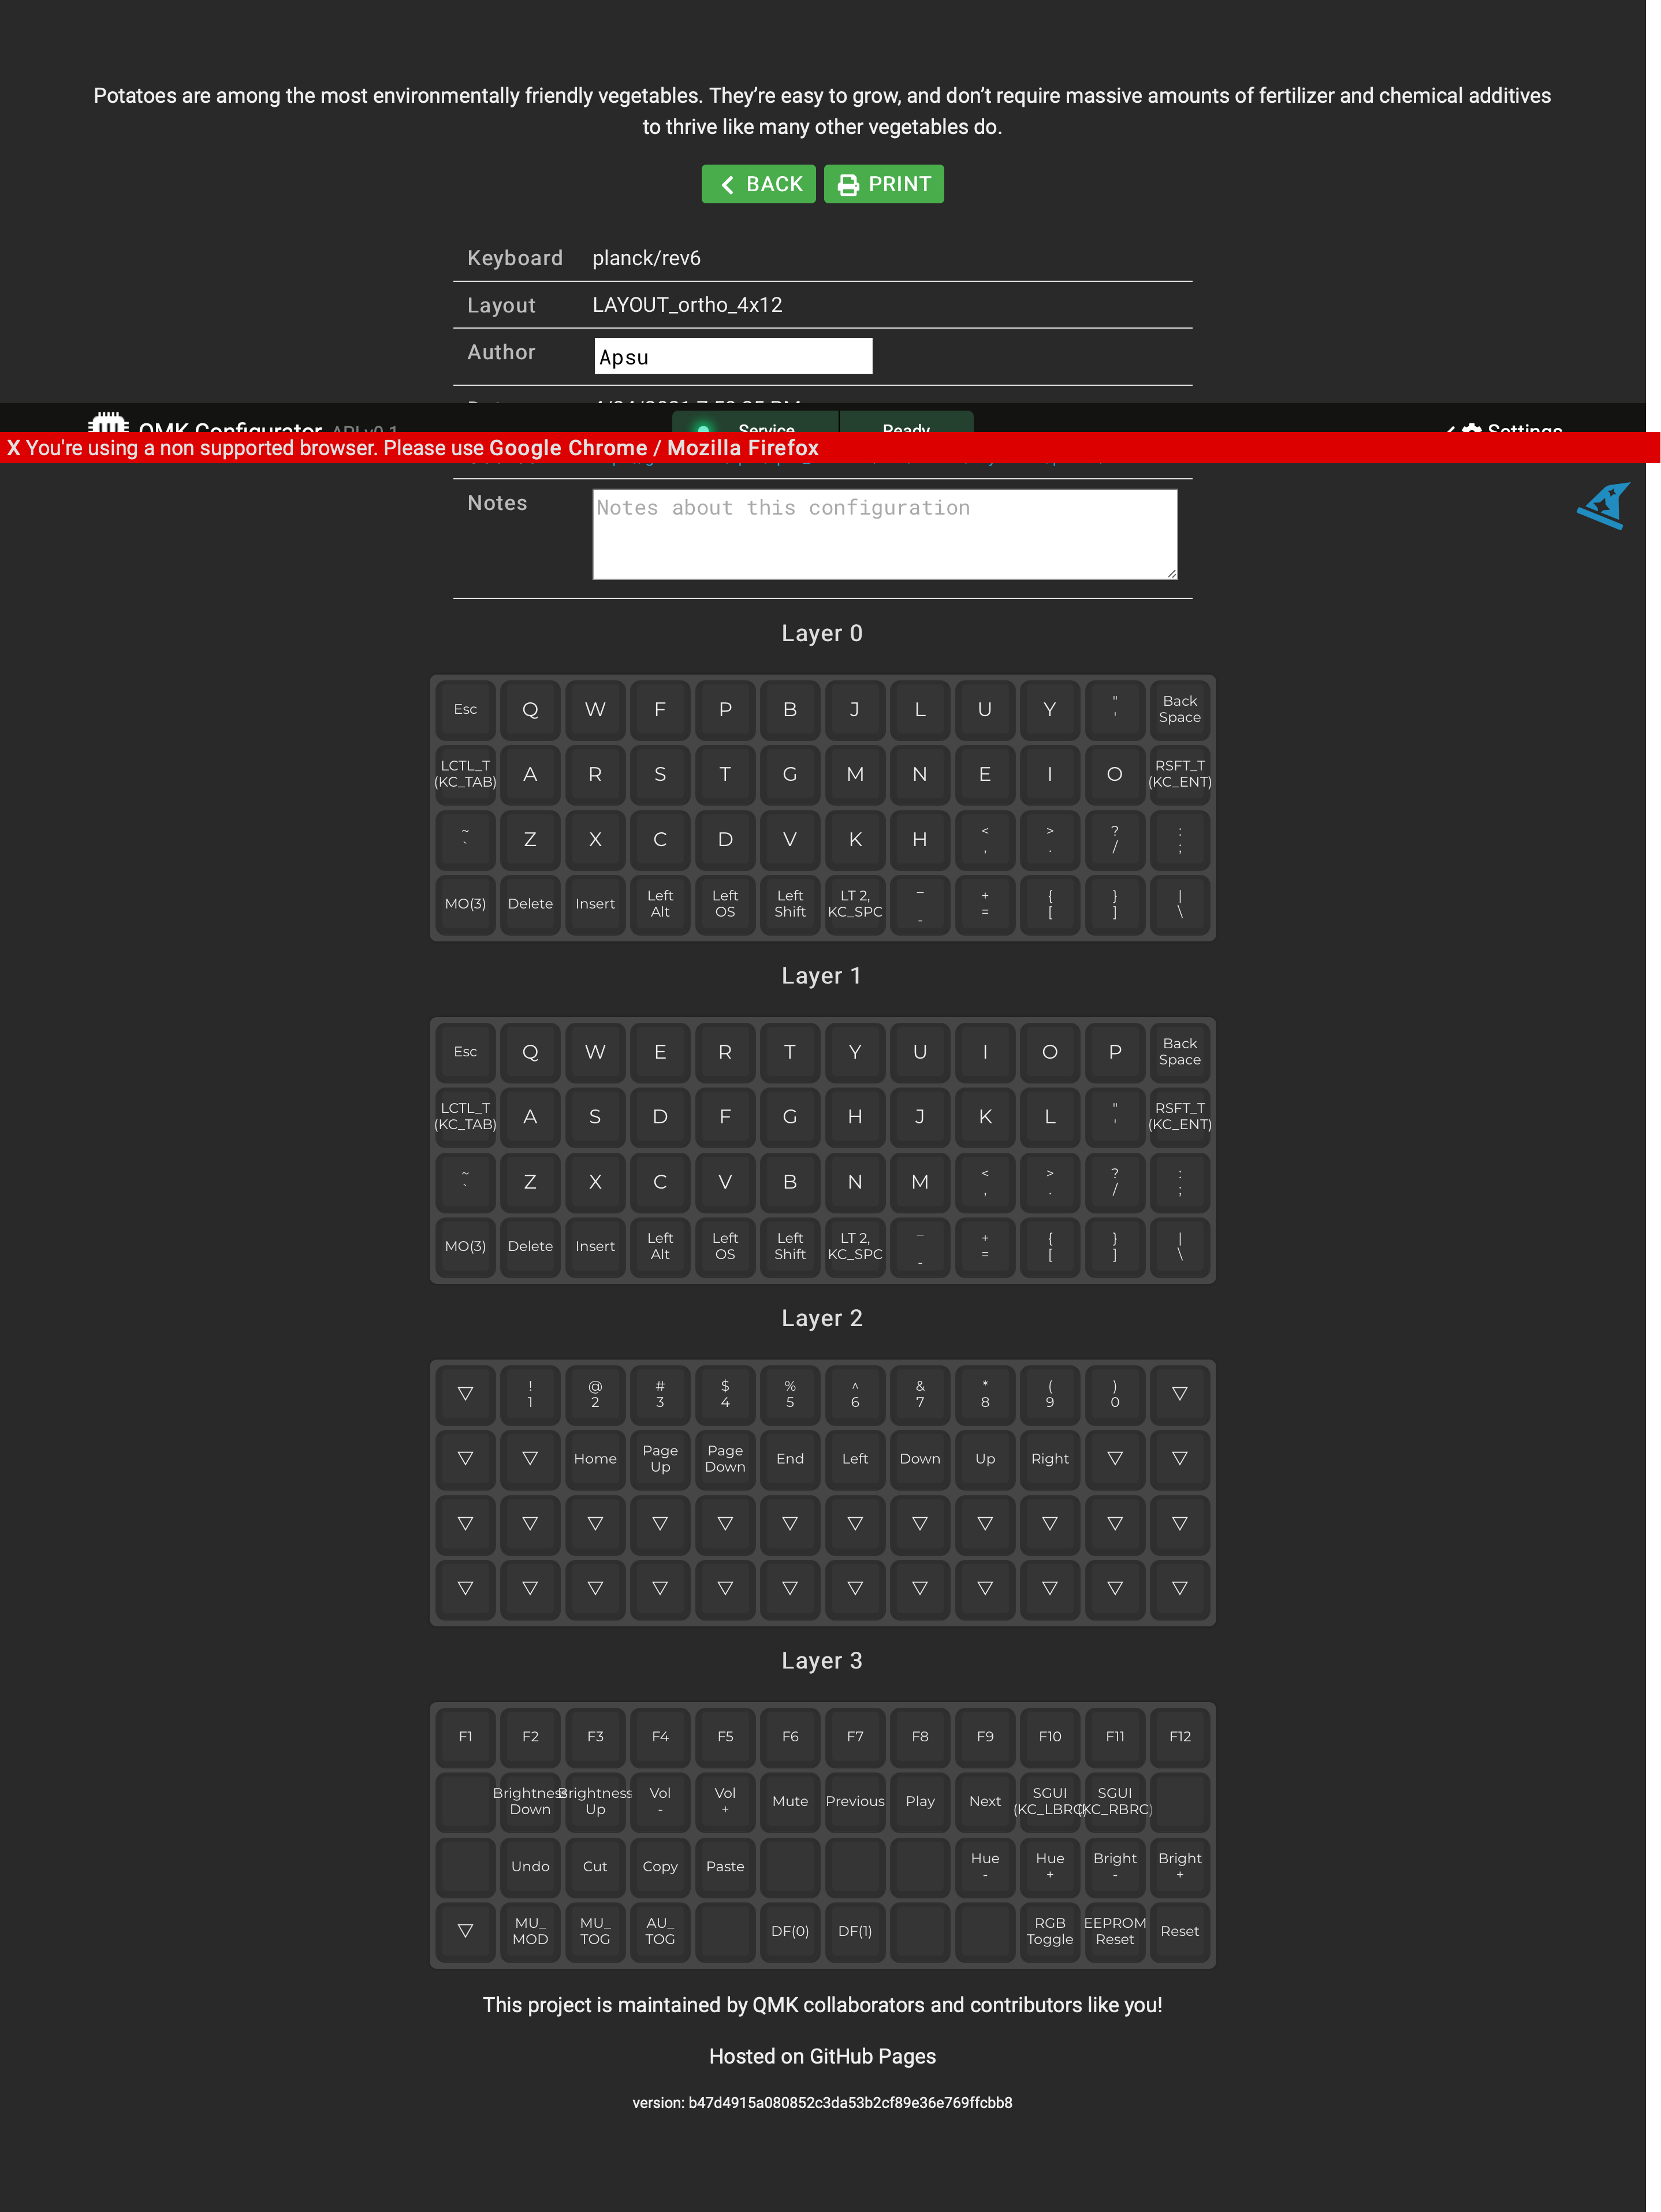 Potatoes are among the most environmentally friendly vegetables. They’re easy to grow, and don’t require massive amounts of fertilizer and chemical additives
to thrive like many other vegetables do.
BACK PRINT
Keyboard planck/rev6
Layout LAYOUT_ortho_4x12
Author Apsu
QMK Configurator API v0.1 Service Ready Settings
X You're using a non supported browser. Please use Google Chrome / Mozilla Firefox
Notes Notes about this configuration
Layer 0
Esc Q W F P B J L U Y " ' Back Space
LCTL_T (KC_TAB) A R S T G M N E I O RSFT_T (KC_ENT)
~ ` Z X C D V K H < , > . ? / : ;
MO(3) Delete Insert Left Alt Left OS Left Shift LT 2, KC_SPC _ - + = { [ } ] | \
Layer 1
Esc Q W E R T Y U I O P Back Space
LCTL_T (KC_TAB) A S D F G H J K L " ' RSFT_T (KC_ENT)
~ ` Z X C V B N M < , > . ? / : ;
MO(3) Delete Insert Left Alt Left OS Left Shift LT 2, KC_SPC _ - + = { [ } ] | \
Layer 2
▽ ! 1 @ 2 # 3 $ 4 % 5 ^ 6 & 7 * 8 ( 9 ) 0 ▽
▽ ▽ Home Page Up Page Down End Left Down Up Right ▽ ▽
▽ ▽ ▽ ▽ ▽ ▽ ▽ ▽ ▽ ▽ ▽ ▽
▽ ▽ ▽ ▽ ▽ ▽ ▽ ▽ ▽ ▽ ▽ ▽
Layer 3
F1 F2 F3 F4 F5 F6 F7 F8 F9 F10 F11 F12
Brightness Down Brightness Up Vol - Vol + Mute Previous Play Next SGUI (KC_LBRC) SGUI (KC_RBRC)
Undo Cut Copy Paste Hue - Hue + Bright - Bright +
▽ MU_ MOD MU_ TOG AU_ TOG DF(0) DF(1) RGB Toggle EEPROM Reset Reset
This project is maintained by QMK collaborators and contributors like you!
Hosted on GitHub Pages
version: b47d4915a080852c3da53b2cf89e36e769ffcbb8